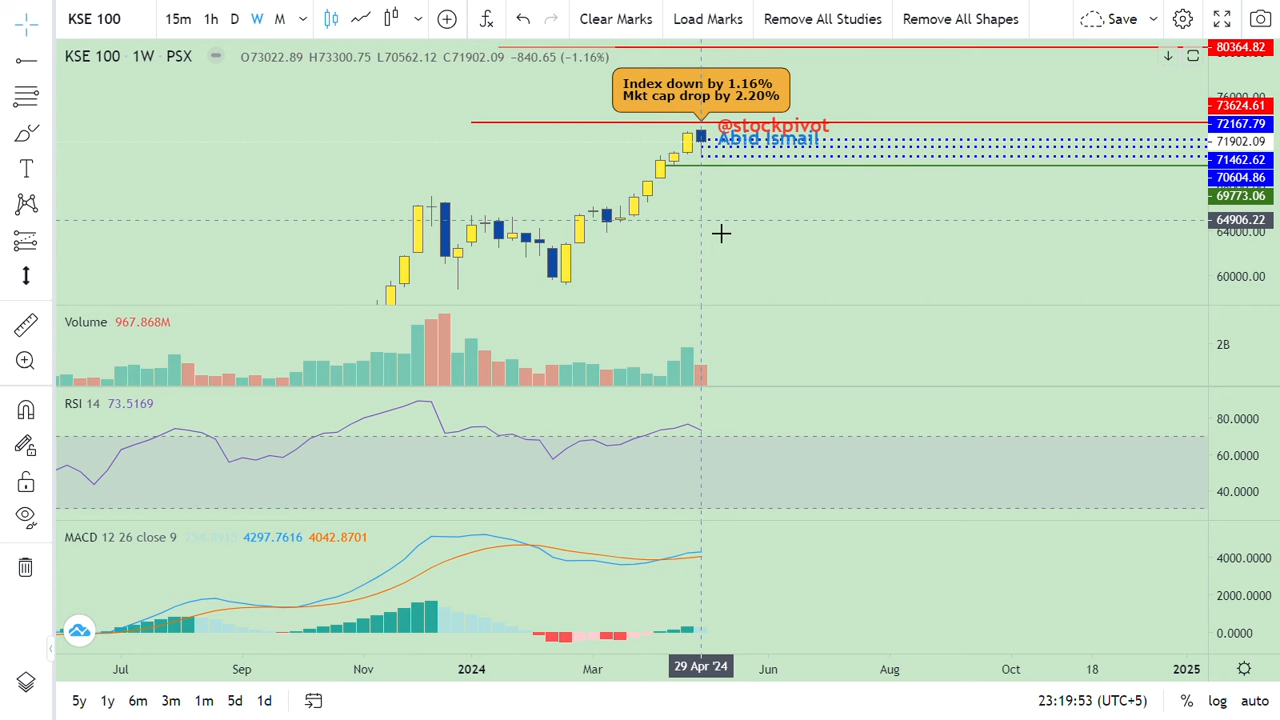 KSE 100 15m 1h D W M Clear Marks Load Marks Remove All Studies Remove All Shapes Save
KSE 100 · 1W · PSX O73022.89 H73300.75 L70562.12 C71902.09 −840.65 (−1.16%)
80364.82
Index down by 1.16%
Mkt cap drop by 2.20%
76000.00
73624.61
@stockpivot
72167.79
Abid Ismail
71902.09
71462.62
70604.86
69773.06
64906.22
64000.00
60000.00
Volume 967.868M
2B
RSI 14 73.5169
80.0000
60.0000
40.0000
MACD 12 26 close 9 4297.7616 4042.8701
4000.0000
2000.0000
0.0000
Jul Sep Nov 2024 Mar 29 Apr '24 Jun Aug Oct 18 2025
5y 1y 6m 3m 1m 5d 1d 23:19:53 (UTC+5) % log auto